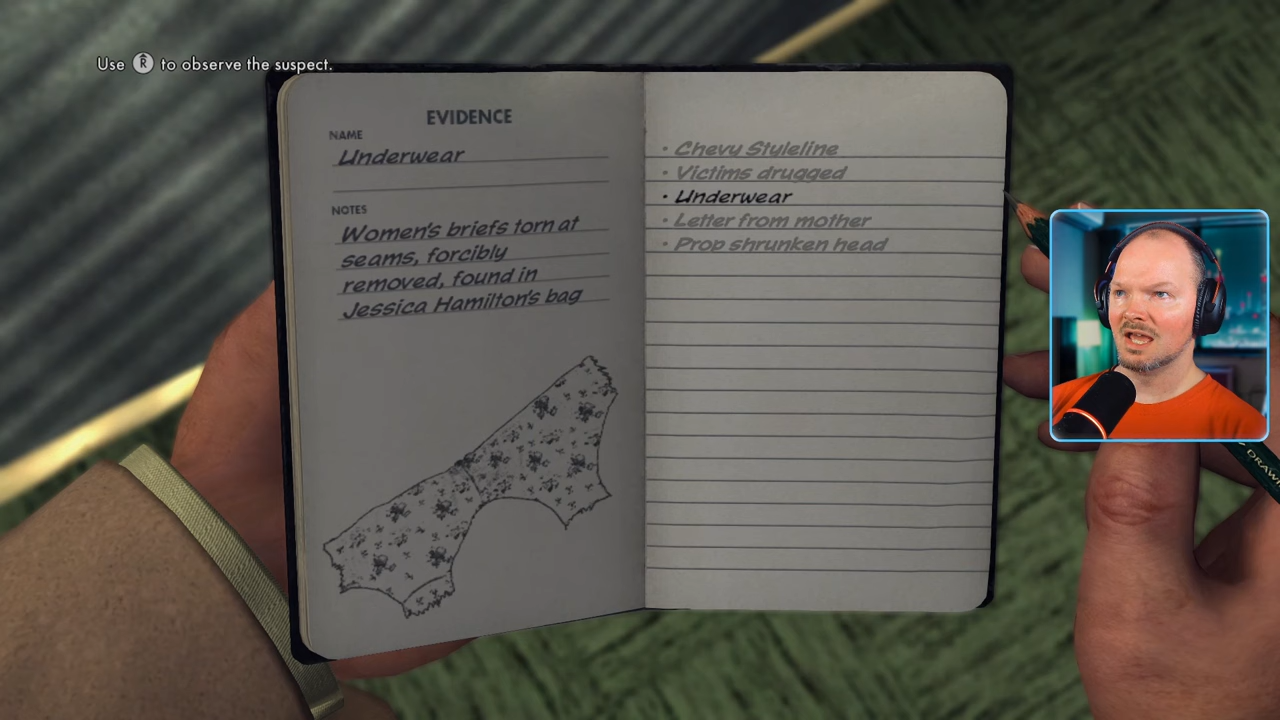 Use R to observe the suspect.
EVIDENCE
NAME
Underwear
NOTES
Women's briefs torn at
seams, forcibly
removed, found in
Jessica Hamilton's bag
• Chevy Styleline
• Victims drugged
• Underwear
• Letter from mother
• Prop shrunken head
DRAWIN